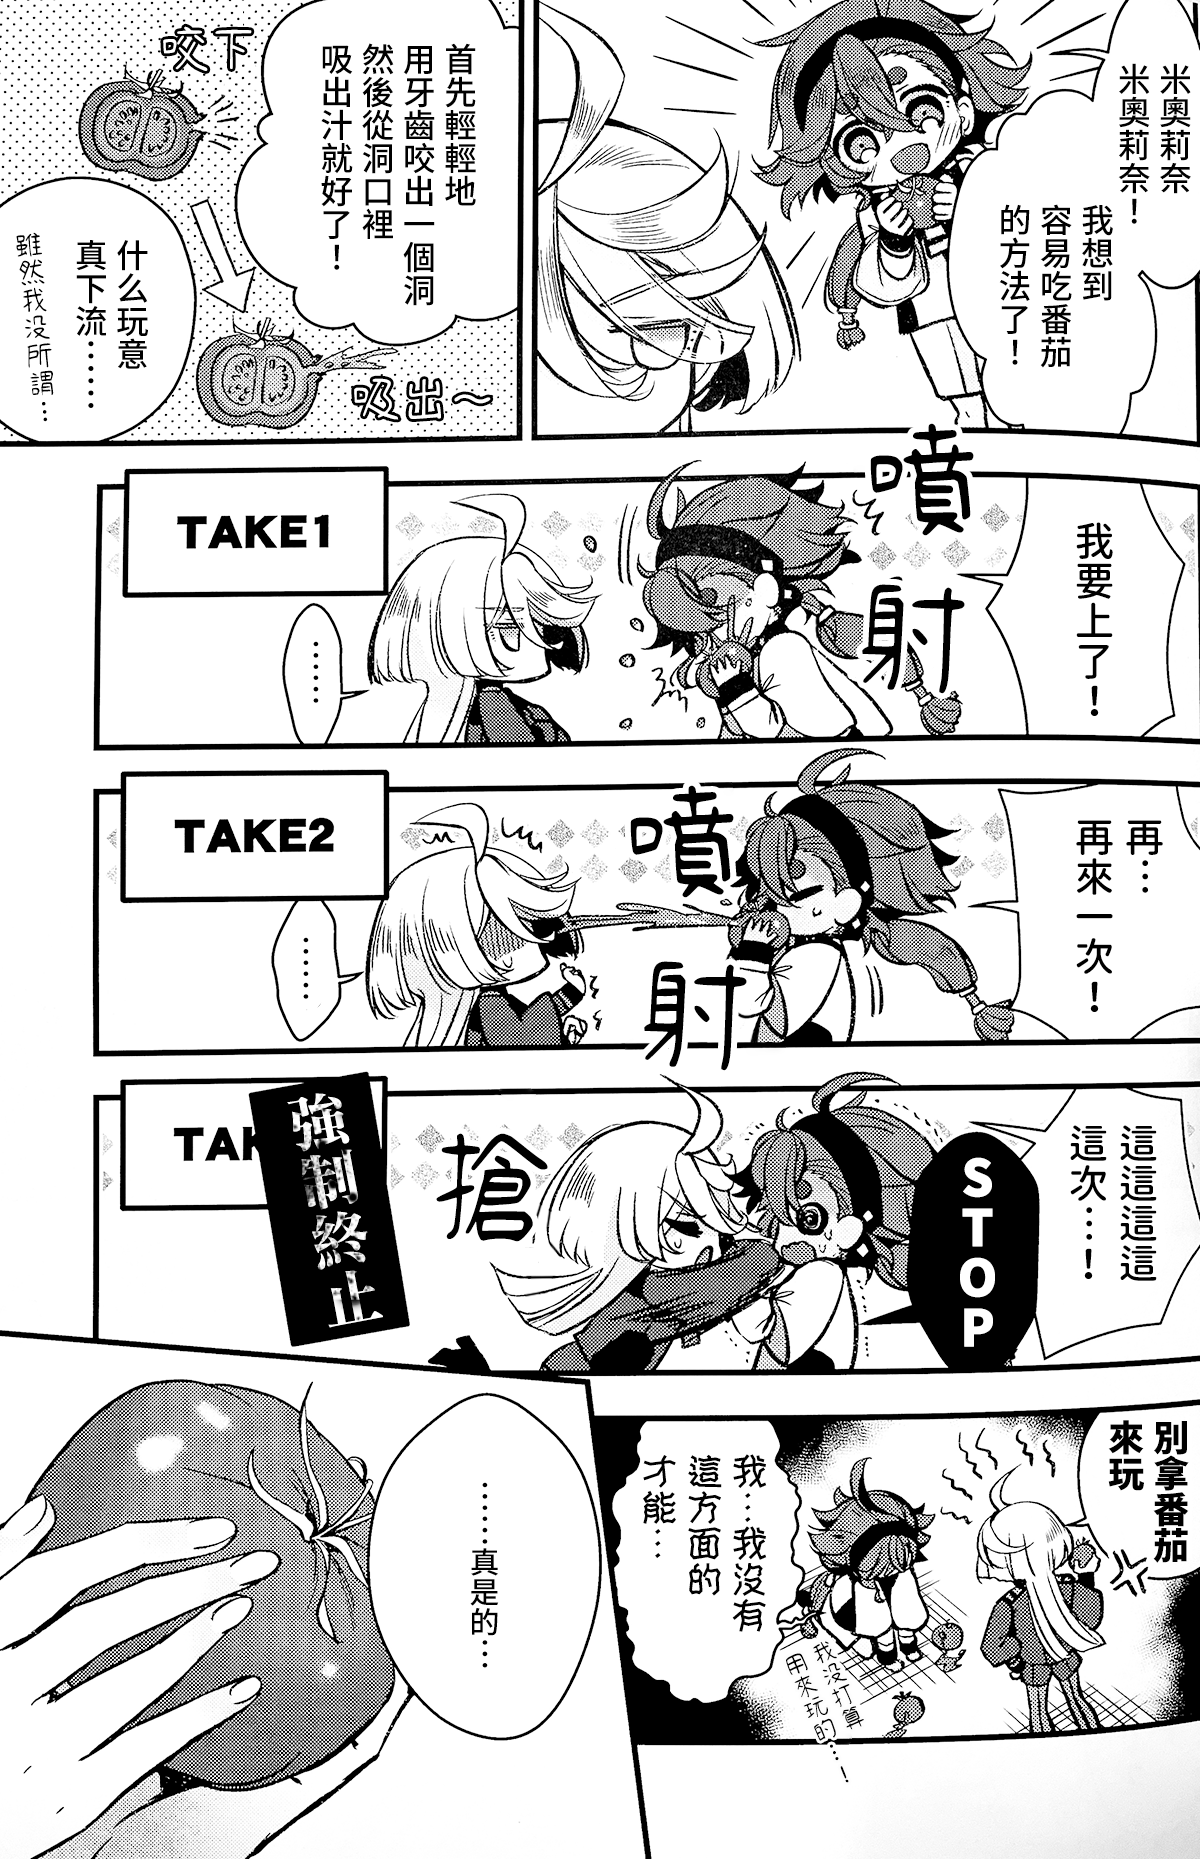 米奧莉奈
米奧莉奈！
我想到
容易吃番茄
的方法了！
首先輕輕地
用牙齒咬出一個洞
然後從洞口裡
吸出汁就好了！
咬下
吸出～
什么玩意
真下流……
雖然我没所謂…
我要上了！
噴
射
TAKE1
……
再…
再來一次！
噴
射
TAKE2
……
這這這這
這次…！
STOP
搶
TA
強制終止
別拿番茄
來玩
我…我沒有
這方面的
才能…
我没打算
用來玩的…！
……真是的…